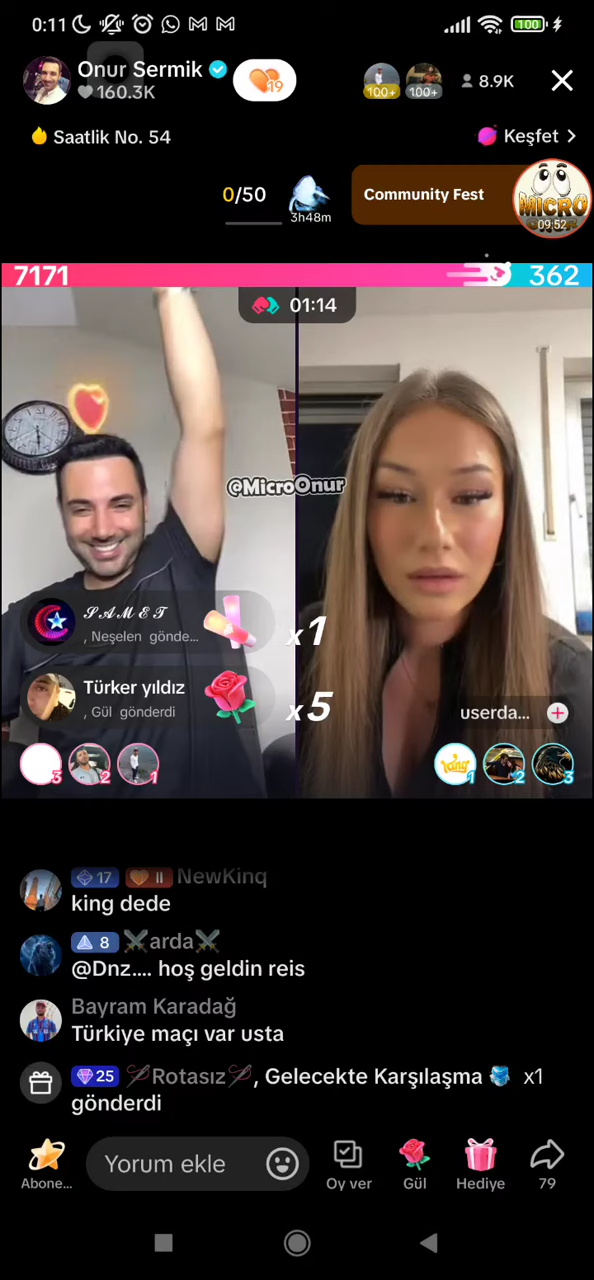 0:11
100
Onur Sermik
160.3K
19
100+
100+
8.9K
Saatlik No. 54
Keşfet
0/50
3h48m
Community Fest
MICRO
09:52
7171
362
01:14
@MicroOnur
𝒮 𝒜 𝑀 𝐸 𝒯
, Neşelen gönde...
x1
Türker yıldız
, Gül gönderdi
x5
userda...
3
2
1
1
2
3
17
II
NewKinq
king dede
8
arda
@Dnz.... hoş geldin reis
Bayram Karadağ
Türkiye maçı var usta
25
Rotasız, Gelecekte Karşılaşma x1
gönderdi
Yorum ekle
Abone...
Oy ver
Gül
Hediye
79